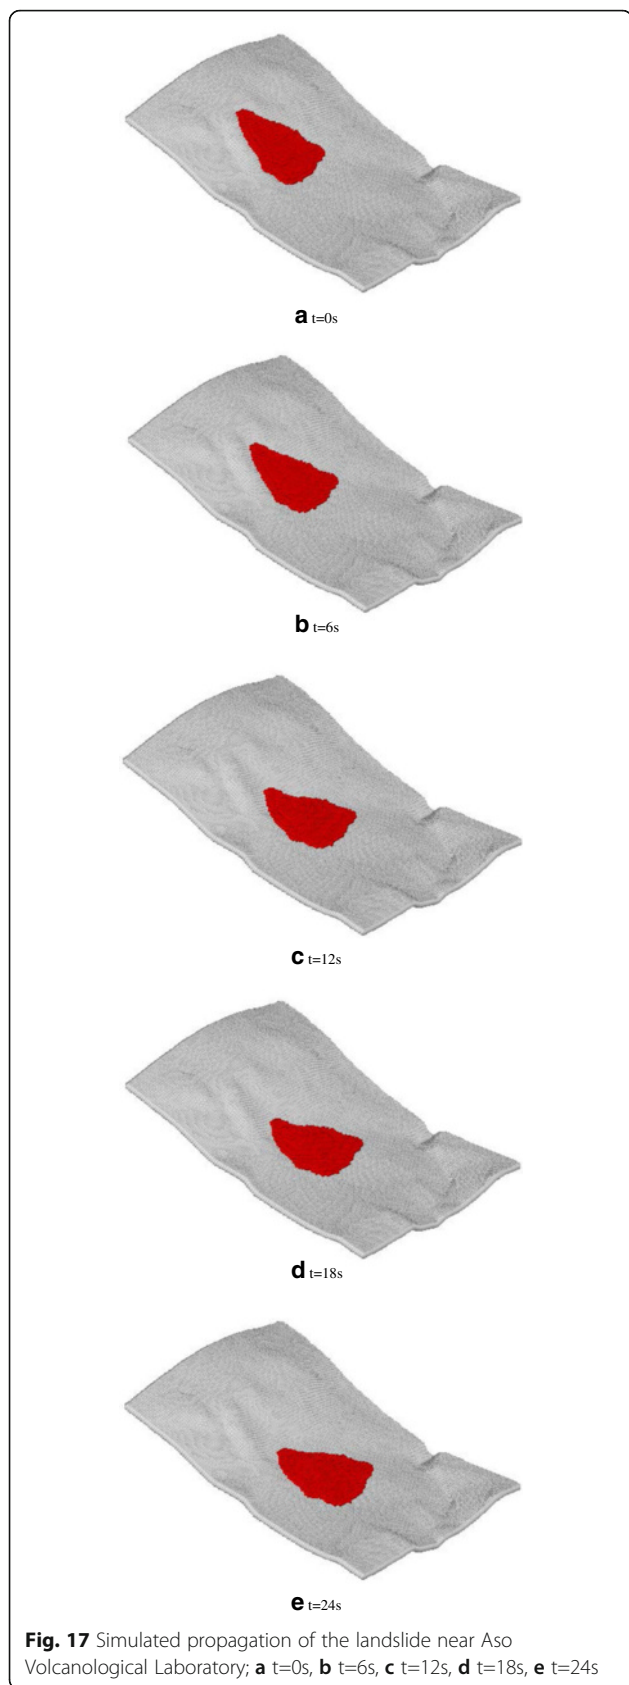 a t=0s
b t=6s
c t=12s
d t=18s
e t=24s
Fig. 17 Simulated propagation of the landslide near Aso
Volcanological Laboratory; a t=0s, b t=6s, c t=12s, d t=18s, e t=24s